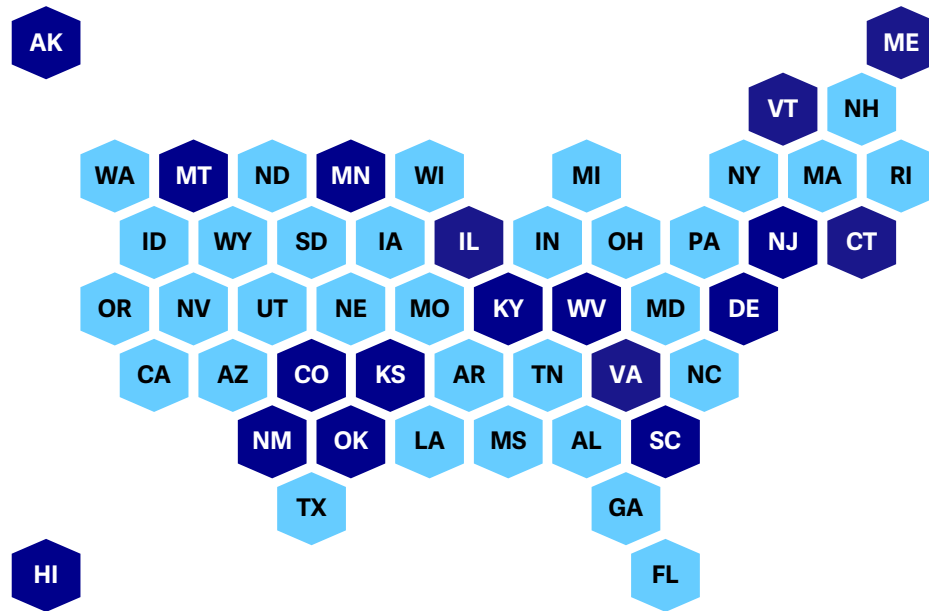 AK ME
VT NH
WA MT ND MN WI MI NY MA RI
ID WY SD IA IL IN OH PA NJ CT
OR NV UT NE MO KY WV MD DE
CA AZ CO KS AR TN VA NC
NM OK LA MS AL SC
TX GA
HI FL